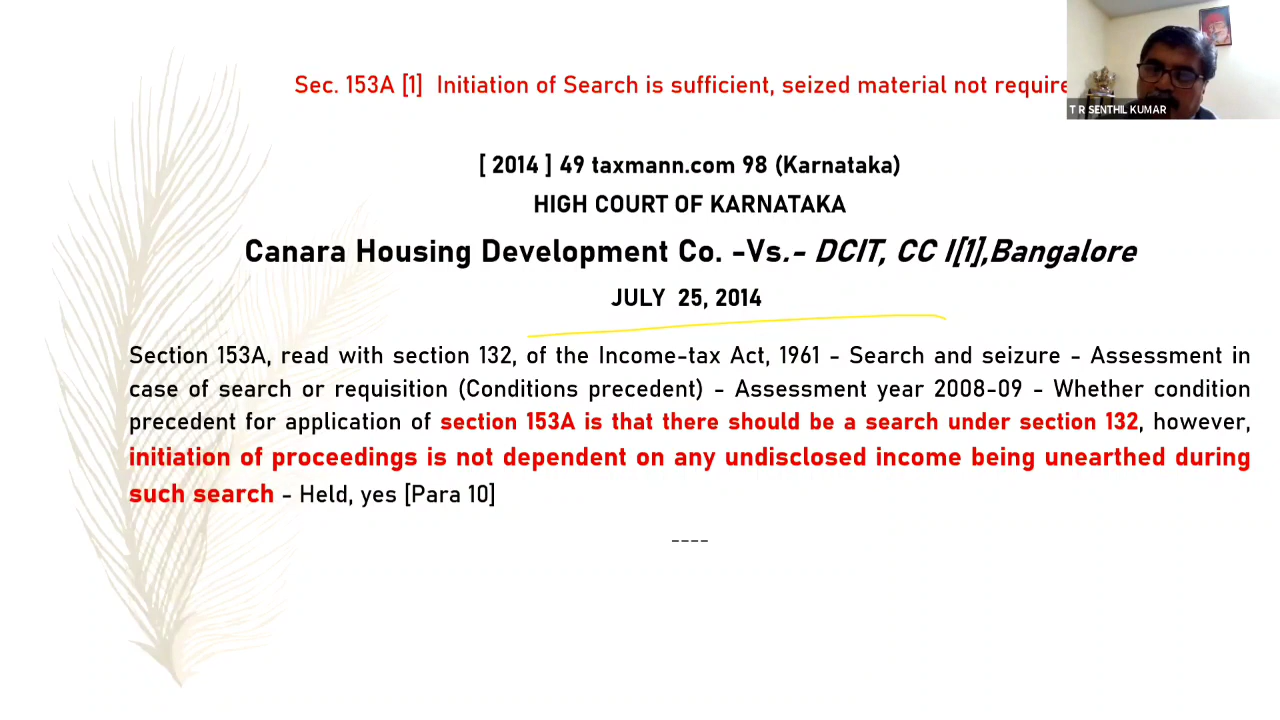 Sec. 153A [1] Initiation of Search is sufficient, seized material not require
T R SENTHIL KUMAR
[ 2014 ] 49 taxmann.com 98 (Karnataka)
HIGH COURT OF KARNATAKA
Canara Housing Development Co. -Vs.- DCIT, CC I[1],Bangalore
JULY 25, 2014
Section 153A, read with section 132, of the Income-tax Act, 1961 - Search and seizure - Assessment in
case of search or requisition (Conditions precedent) - Assessment year 2008-09 - Whether condition
precedent for application of section 153A is that there should be a search under section 132, however,
initiation of proceedings is not dependent on any undisclosed income being unearthed during
such search - Held, yes [Para 10]
----